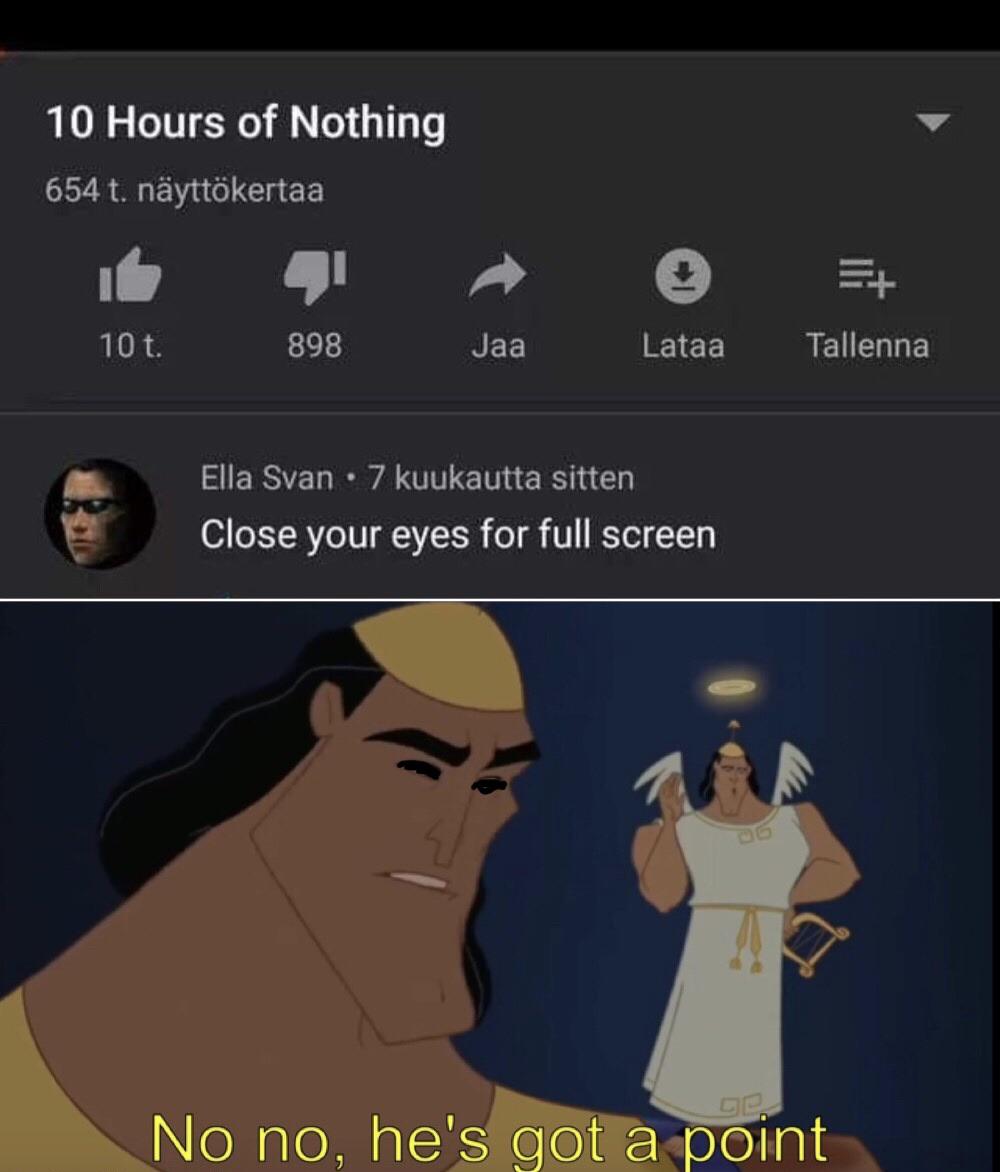 10 Hours of Nothing
654 t. näyttökertaa
10 t.
898
Jaa
Lataa
Tallenna
Ella Svan • 7 kuukautta sitten
Close your eyes for full screen
No no, he's got a point